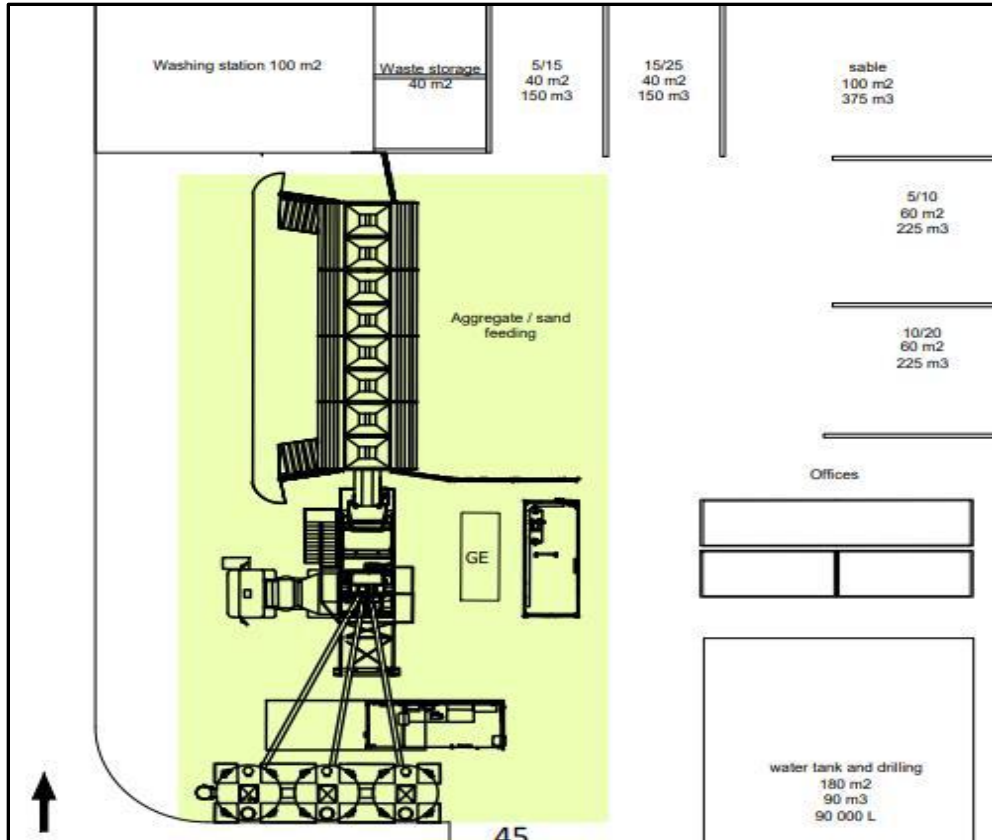 Washing station 100 m2
Waste storage
40 m2
5/15
40 m2
150 m3
15/25
40 m2
150 m3
sable
100 m2
375 m3
5/10
60 m2
225 m3
Aggregate / sand
feeding
10/20
60 m2
225 m3
Offices
GE
water tank and drilling
180 m2
90 m3
90 000 L
45